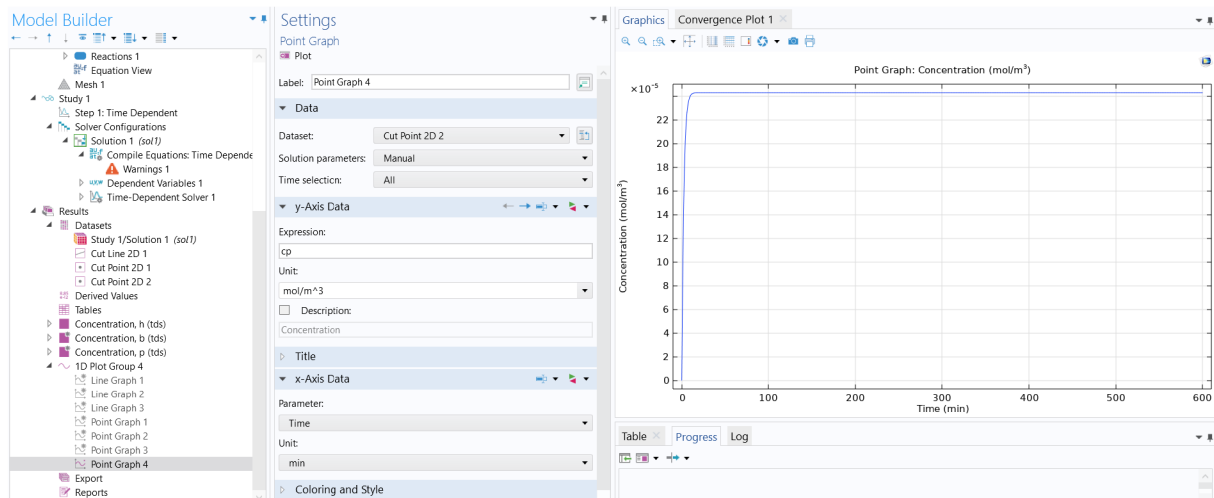 Model Builder
Reactions 1
Equation View
Mesh 1
Study 1
Step 1: Time Dependent
Solver Configurations
Solution 1 (sol1)
Compile Equations: Time Depende
Warnings 1
Dependent Variables 1
Time-Dependent Solver 1
Results
Datasets
Study 1/Solution 1 (sol1)
Cut Line 2D 1
Cut Point 2D 1
Cut Point 2D 2
Derived Values
Tables
Concentration, h (tds)
Concentration, b (tds)
Concentration, p (tds)
1D Plot Group 4
Line Graph 1
Line Graph 2
Line Graph 3
Point Graph 1
Point Graph 2
Point Graph 3
Point Graph 4
Export
Reports
Settings
Point Graph
Plot
Label: Point Graph 4
Data
Dataset: Cut Point 2D 2
Solution parameters: Manual
Time selection: All
y-Axis Data
Expression:
cp
Unit:
mol/m^3
Description:
Concentration
Title
x-Axis Data
Parameter:
Time
Unit:
min
Coloring and Style
Graphics Convergence Plot 1
Point Graph: Concentration (mol/m³)
×10⁻⁵
22
20
18
16
14
12
10
8
6
4
2
0
Concentration (mol/m³)
0 100 200 300 400 500 600
Time (min)
Table Progress Log